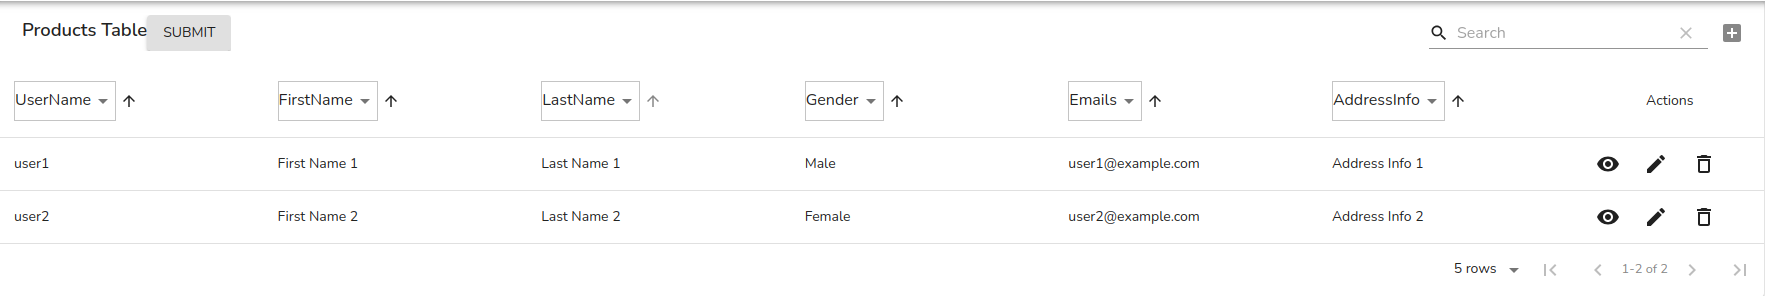 Products Table SUBMIT Search
UserName FirstName LastName Gender Emails AddressInfo Actions
user1 First Name 1 Last Name 1 Male user1@example.com Address Info 1
user2 First Name 2 Last Name 2 Female user2@example.com Address Info 2
5 rows 1-2 of 2